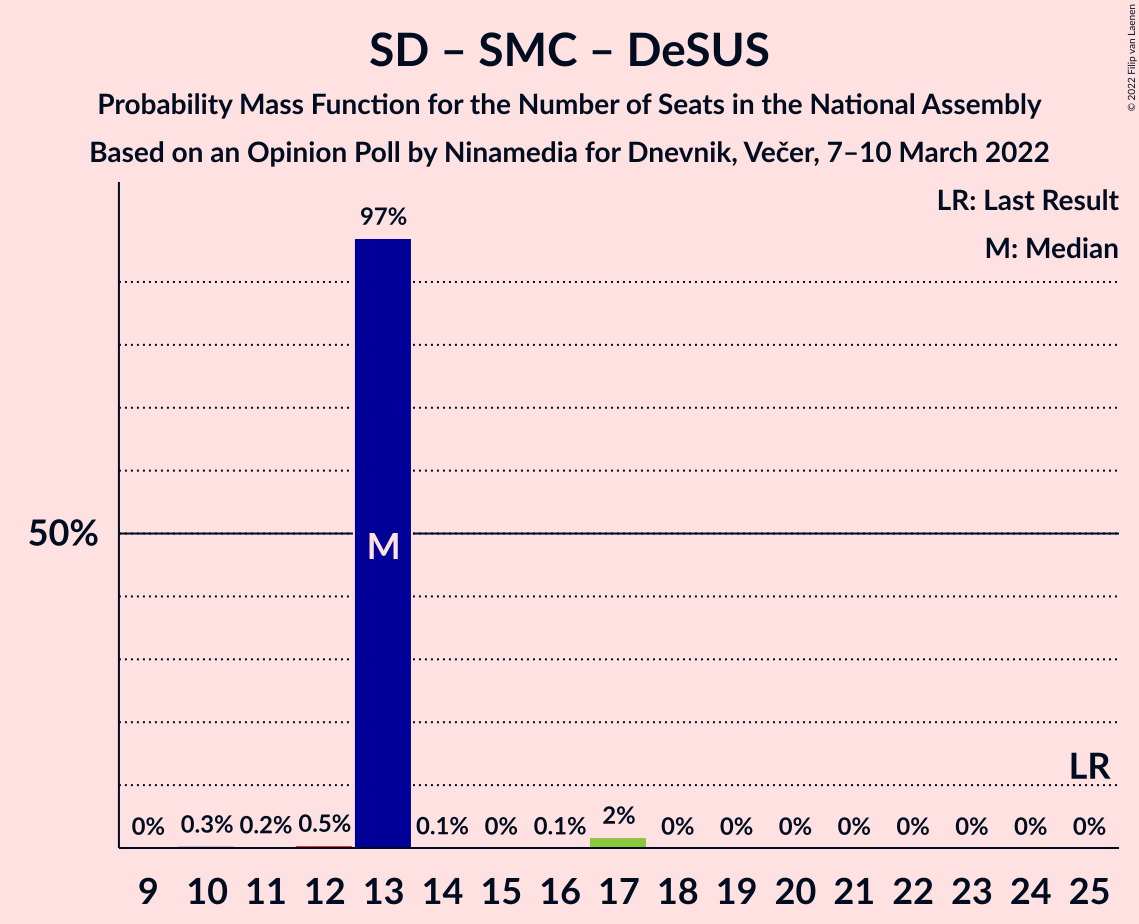 SD – SMC – DeSUS
Probability Mass Function for the Number of Seats in the National Assembly
Based on an Opinion Poll by Ninamedia for Dnevnik, Večer, 7–10 March 2022
© 2022 Filip van Laenen
LR: Last Result
M: Median
97%
50%
M
LR
0% 0.3% 0.2% 0.5% 0.1% 0% 0.1% 2% 0% 0% 0% 0% 0% 0% 0% 0%
9 10 11 12 13 14 15 16 17 18 19 20 21 22 23 24 25